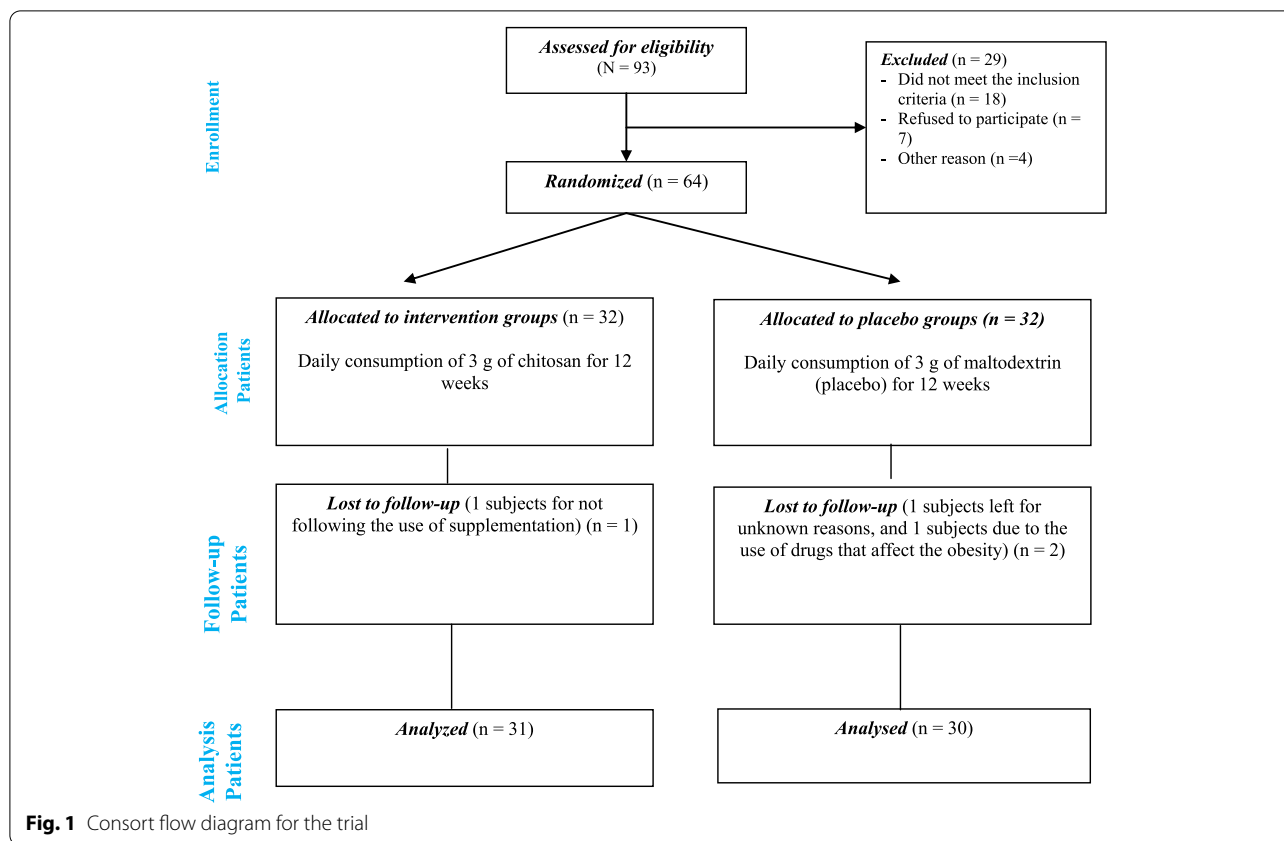 Assessed for eligibility
(N = 93)
Excluded (n = 29)
- Did not meet the inclusion
criteria (n = 18)
- Refused to participate (n =
7)
- Other reason (n =4)
Enrollment
Randomized (n = 64)
Allocation
Patients
Allocated to intervention groups (n = 32)
Daily consumption of 3 g of chitosan for 12
weeks
Allocated to placebo groups (n = 32)
Daily consumption of 3 g of maltodextrin
(placebo) for 12 weeks
Follow-up
Patients
Lost to follow-up (1 subjects for not
following the use of supplementation) (n = 1)
Lost to follow-up (1 subjects left for
unknown reasons, and 1 subjects due to the
use of drugs that affect the obesity) (n = 2)
Analysis
Patients
Analyzed (n = 31)
Analysed (n = 30)
Fig. 1 Consort flow diagram for the trial